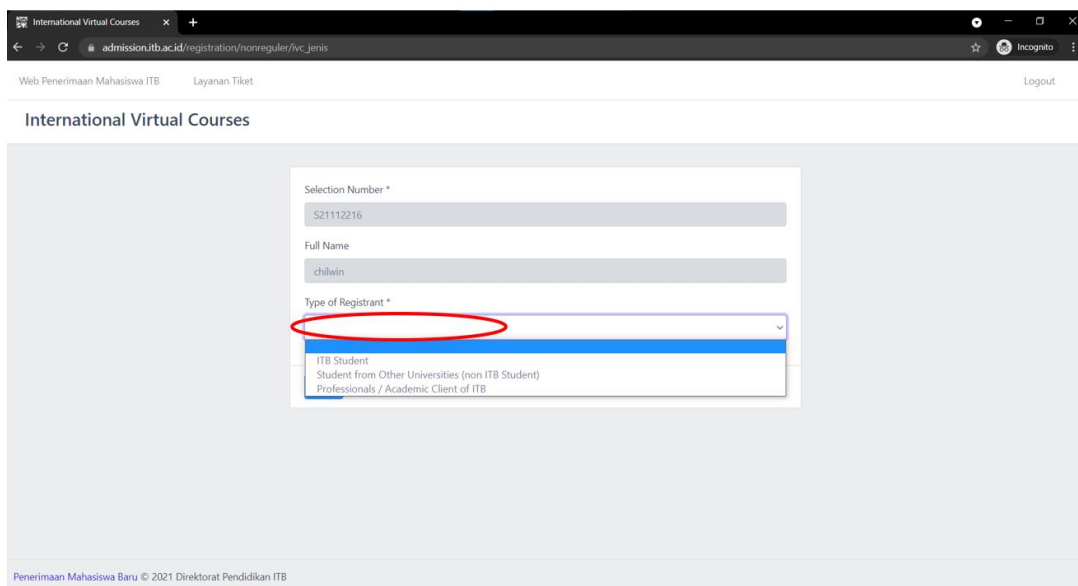 International Virtual Courses
admission.itb.ac.id/registration/nonreguler/ivc_jenis
Incognito
Web Penerimaan Mahasiswa ITB Layanan Tiket Logout
International Virtual Courses
Selection Number *
S21112216
Full Name
chilwin
Type of Registrant *
ITB Student
Student from Other Universities (non ITB Student)
Professionals / Academic Client of ITB
Penerimaan Mahasiswa Baru © 2021 Direktorat Pendidikan ITB